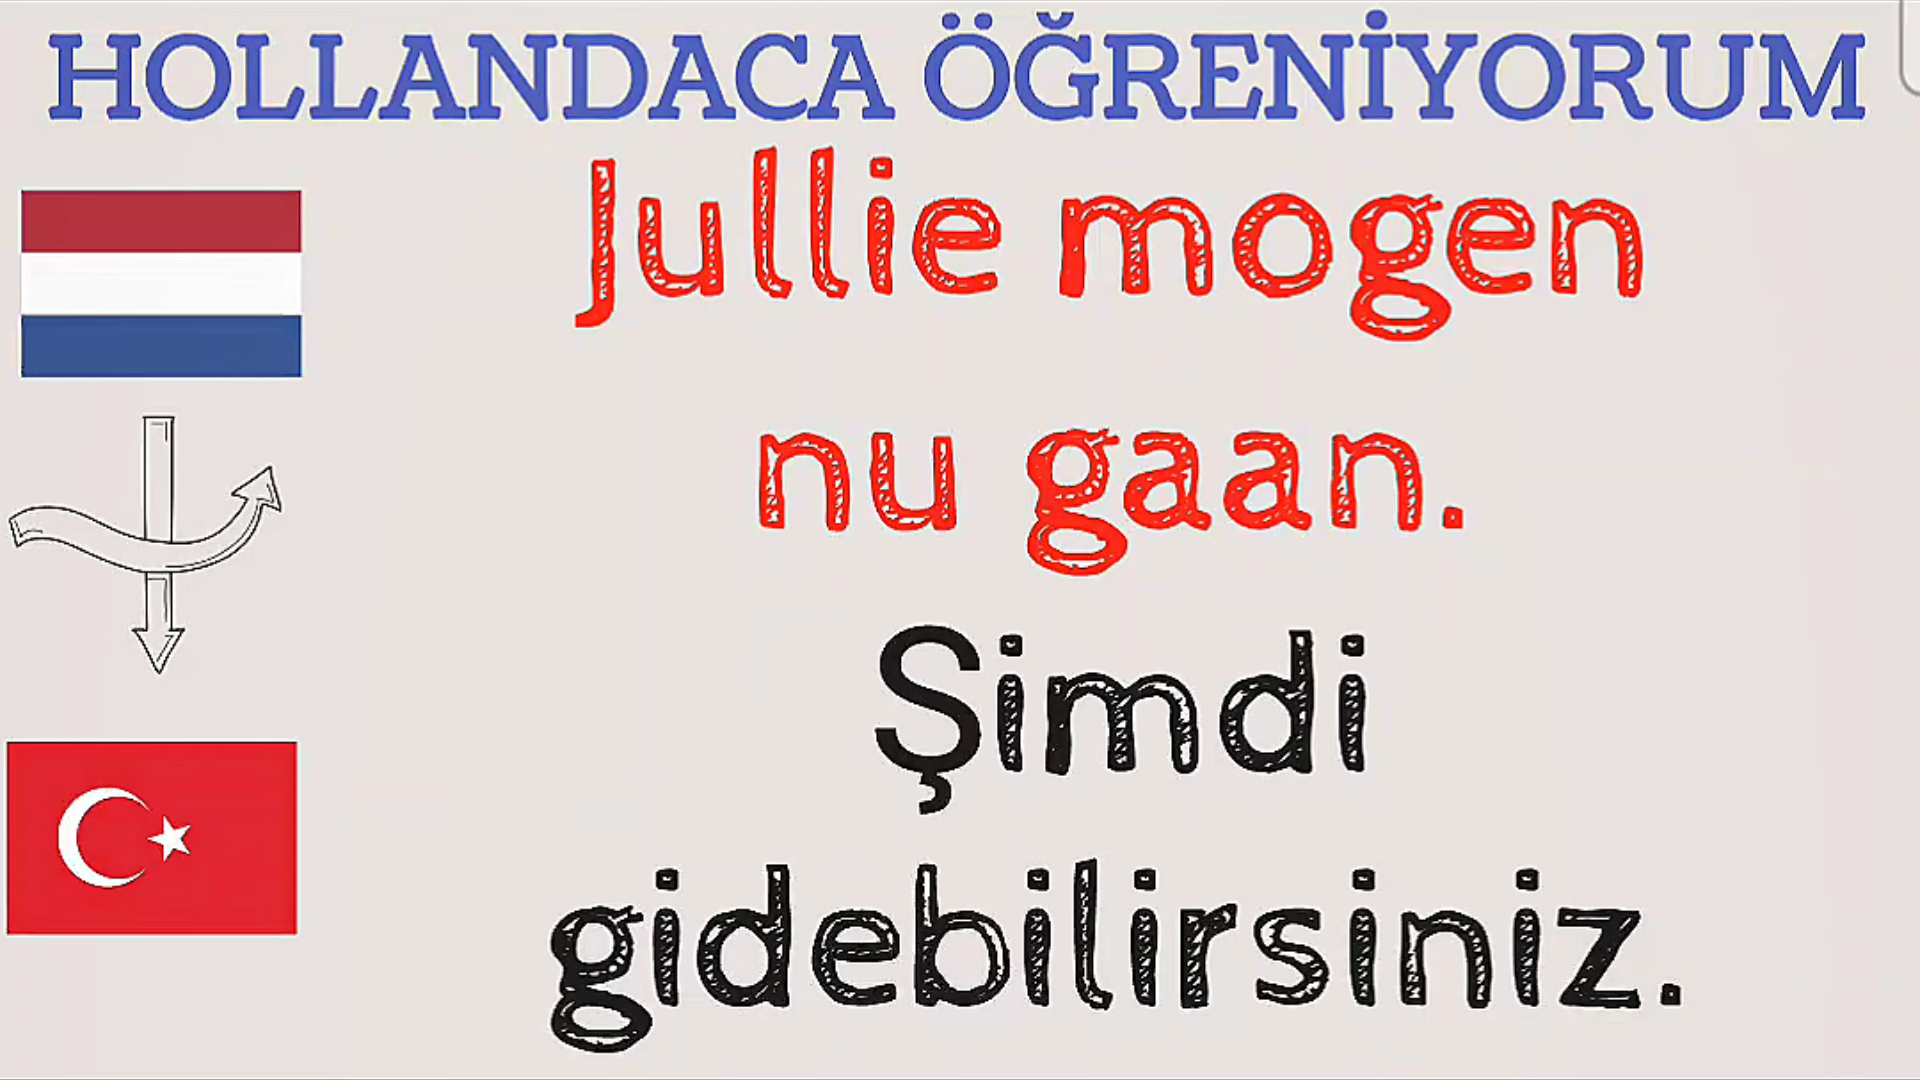 HOLLANDACA ÖĞRENİYORUM
Jullie mogen
nu gaan.
Şimdi
gidebilirsiniz.